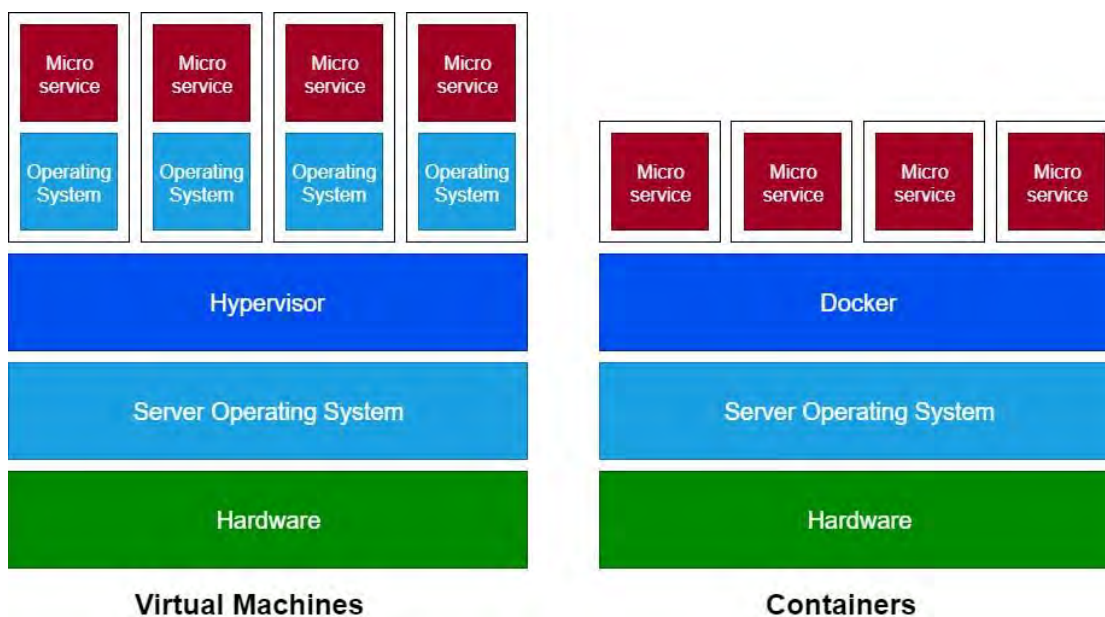 Micro
service
Micro
service
Micro
service
Micro
service
Operating
System
Operating
System
Operating
System
Operating
System
Hypervisor
Server Operating System
Hardware
Virtual Machines
Micro
service
Micro
service
Micro
service
Micro
service
Docker
Server Operating System
Hardware
Containers